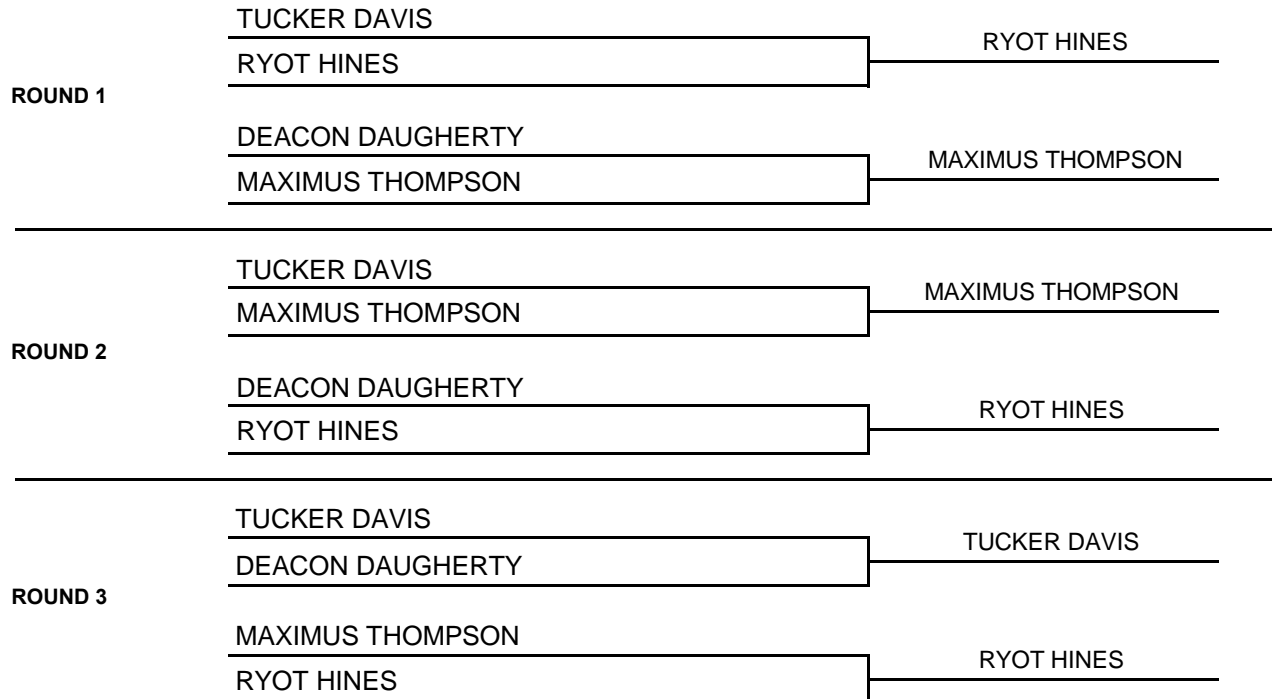 TUCKER DAVIS
RYOT HINES
RYOT HINES
ROUND 1
DEACON DAUGHERTY
MAXIMUS THOMPSON
MAXIMUS THOMPSON
TUCKER DAVIS
MAXIMUS THOMPSON
MAXIMUS THOMPSON
ROUND 2
DEACON DAUGHERTY
RYOT HINES
RYOT HINES
TUCKER DAVIS
TUCKER DAVIS
DEACON DAUGHERTY
ROUND 3
MAXIMUS THOMPSON
RYOT HINES
RYOT HINES